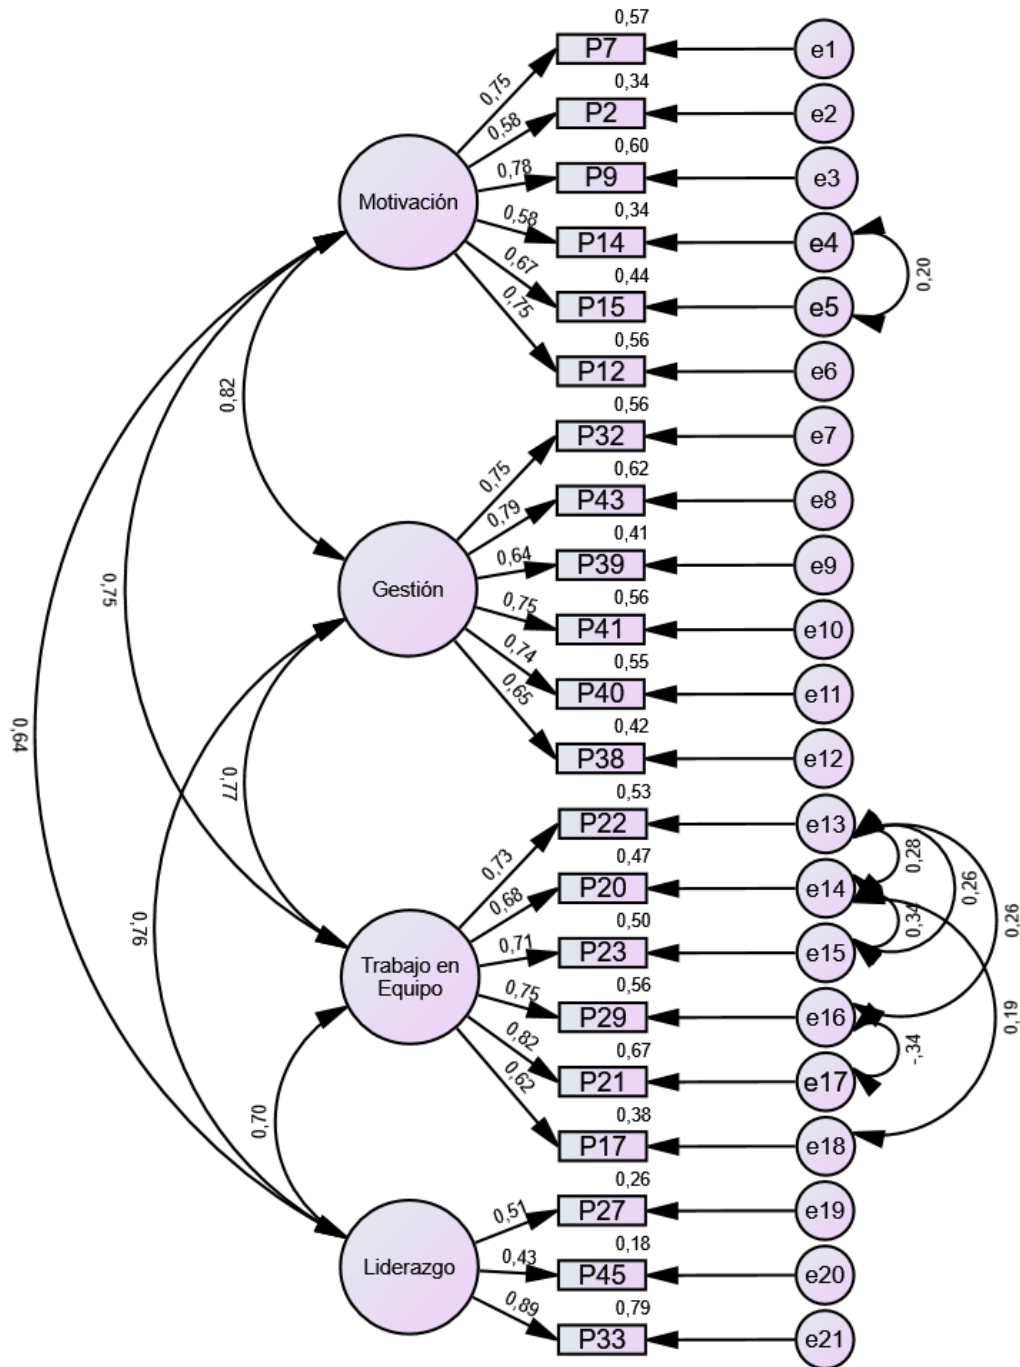 0,57
P7
e1
0,75
0,34
P2
e2
0,58
0,60
P9
e3
0,78
Motivación
0,34
P14
e4
0,58
0,20
0,44
P15
e5
0,67
0,56
P12
e6
0,75
0,82
0,56
P32
e7
0,75
0,62
P43
e8
0,79
0,41
P39
e9
0,64
Gestión
0,75
0,56
P41
e10
0,75
0,55
P40
e11
0,74
0,42
P38
e12
0,65
0,64
0,77
0,53
P22
e13
0,73
0,28
0,47
P20
e14
0,68
0,26
0,26
0,76
0,50
P23
e15
0,71
0,34
Trabajo en
Equipo
0,56
P29
e16
0,75
0,19
-,34
0,67
P21
e17
0,82
0,38
P17
e18
0,62
0,70
0,26
P27
e19
0,51
Liderazgo
0,18
P45
e20
0,43
0,79
P33
e21
0,89